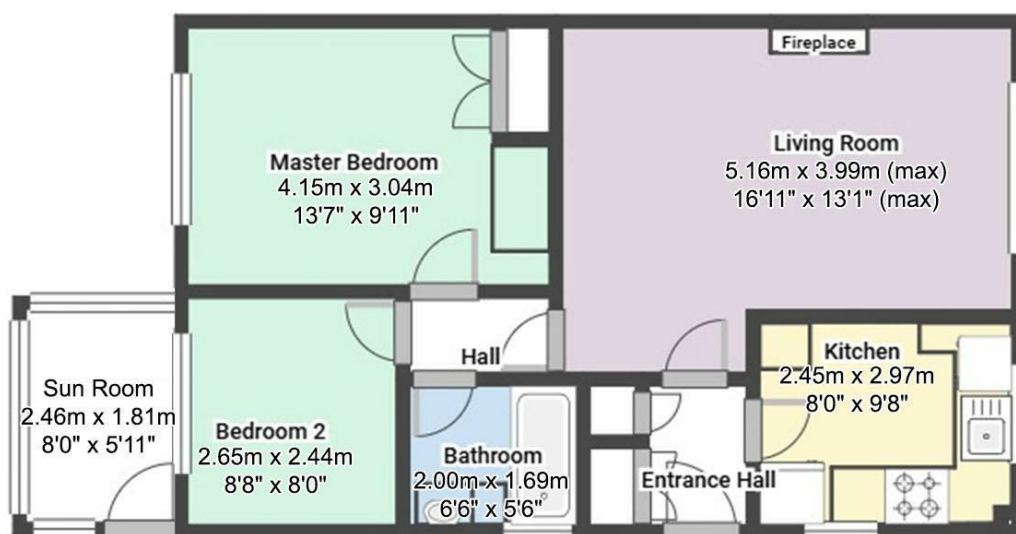 Fireplace
Master Bedroom
4.15m x 3.04m
13'7" x 9'11"
Living Room
5.16m x 3.99m (max)
16'11" x 13'1" (max)
Hall
Kitchen
2.45m x 2.97m
8'0" x 9'8"
Sun Room
2.46m x 1.81m
8'0" x 5'11"
Bedroom 2
2.65m x 2.44m
8'8" x 8'0"
Bathroom
2.00m x 1.69m
6'6" x 5'6"
Entrance Hall